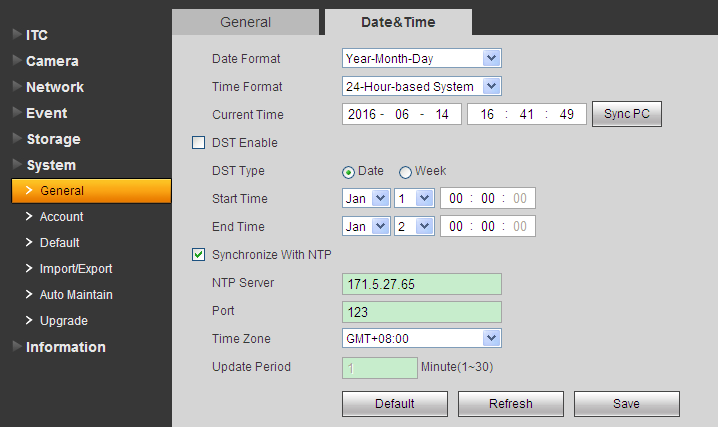 General
Date&Time
ITC
Camera
Network
Event
Storage
System
General
Account
Default
Import/Export
Auto Maintain
Upgrade
Information
Date Format Year-Month-Day
Time Format 24-Hour-based System
Current Time 2016 - 06 - 14 16 : 41 : 49 Sync PC
DST Enable
DST Type Date Week
Start Time Jan 1 00 : 00 : 00
End Time Jan 2 00 : 00 : 00
Synchronize With NTP
NTP Server 171.5.27.65
Port 123
Time Zone GMT+08:00
Update Period 1 Minute(1~30)
Default Refresh Save